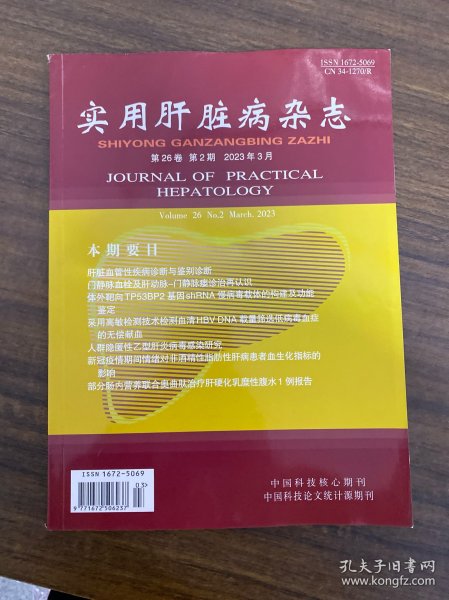 ISSN 1672-5069
CN 34-1270/R
实用肝脏病杂志
SHIYONG GANZANGBING ZAZHI
第26卷 第2期 2023年3月
JOURNAL OF PRACTICAL
HEPATOLOGY
Volume 26 No.2 March, 2023
本期要目
肝脏血管性疾病诊断与鉴别诊断
门静脉血栓及肝动脉-门静脉瘘诊治再认识
体外靶向TP53BP2基因shRNA慢病毒载体的构建及功能
鉴定
采用高敏检测技术检测血清HBV DNA载量筛选低病毒血症
的无偿献血
人群隐匿性乙型肝炎病毒感染研究
新冠疫情期间情绪对非酒精性脂肪性肝病患者血生化指标的
影响
部分肠内营养联合奥曲肽治疗肝硬化乳糜性腹水1例报告
ISSN 1672-5069
03>
9 771672 506237
中国科技核心期刊
中国科技论文统计源期刊
孔夫子旧书网
www.kongfz.com